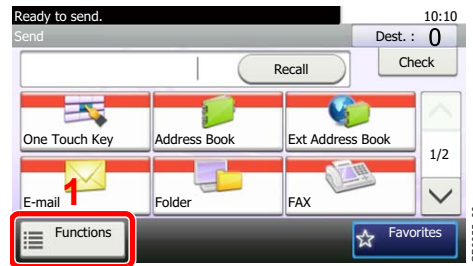 Ready to send.
10:10
Send
Dest. :
0
Recall
Check
One Touch Key
Address Book
Ext Address Book
1/2
E-mail
1
Folder
FAX
Functions
Favorites